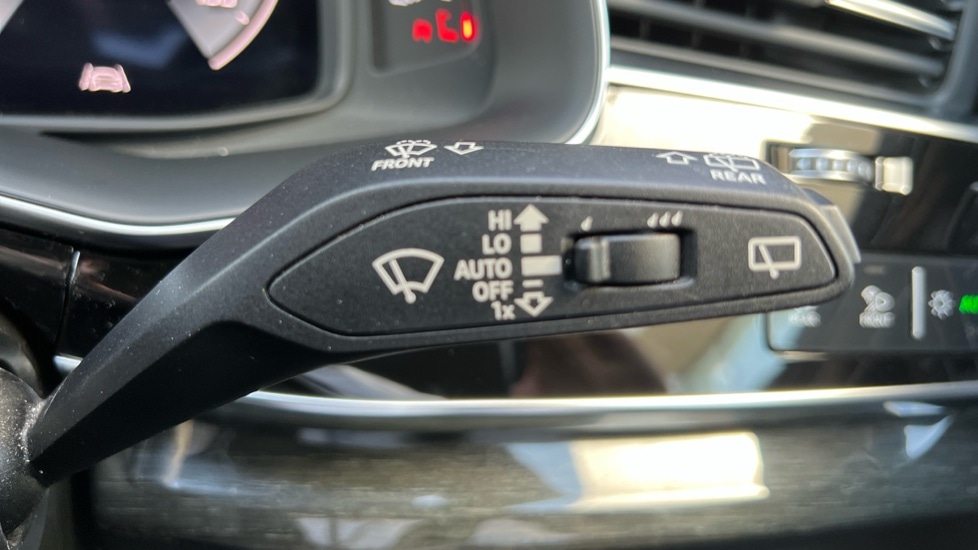 FRONT
REAR
HI
LO
AUTO
OFF
1x